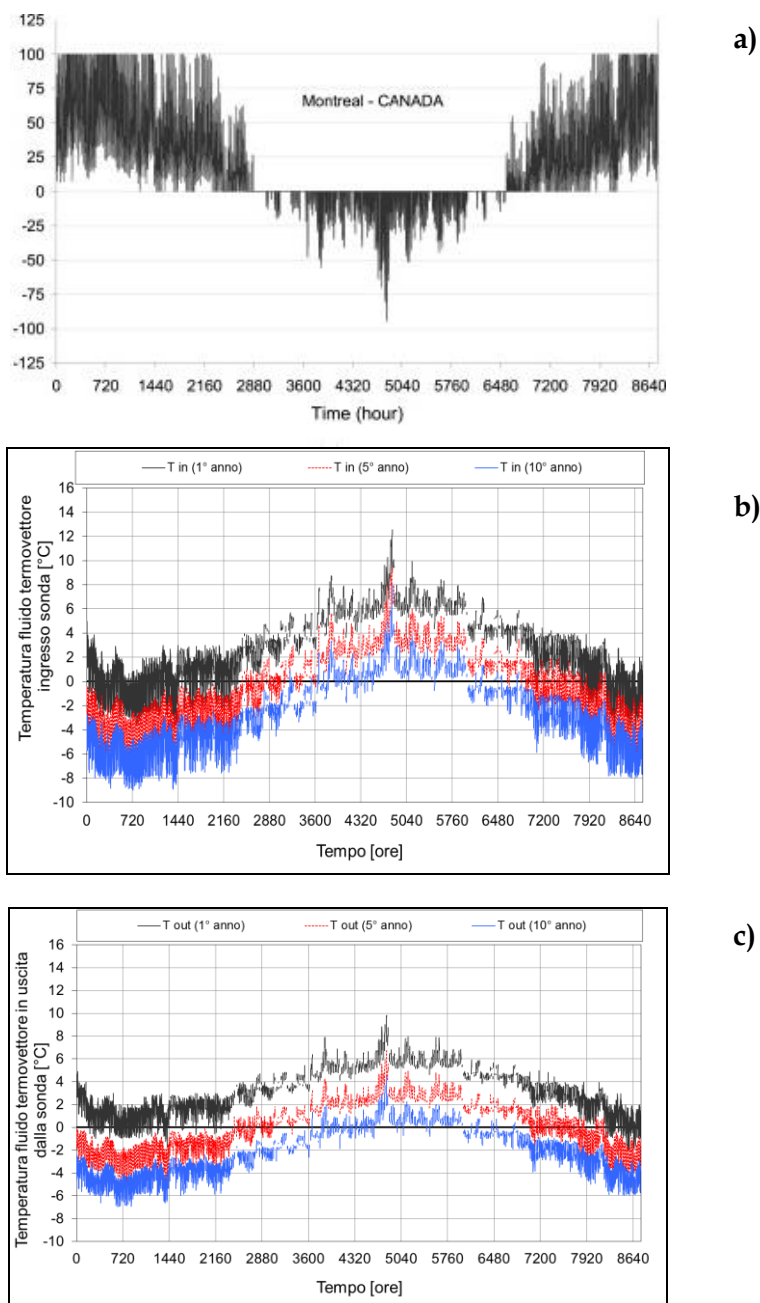 a)
125
100
75
50
25
0
-25
-50
-75
-100
-125
Montreal - CANADA
0 720 1440 2160 2880 3600 4320 5040 5760 6480 7200 7920 8640
Time (hour)
b)
T in (1° anno) T in (5° anno) T in (10° anno)
Temperatura fluido termovettore
ingresso sonda [°C]
16
14
12
10
8
6
4
2
0
-2
-4
-6
-8
-10
0 720 1440 2160 2880 3600 4320 5040 5760 6480 7200 7920 8640
Tempo [ore]
c)
T out (1° anno) T out (5° anno) T out (10° anno)
Temperatura fluido termovettore in uscita
dalla sonda [°C]
16
14
12
10
8
6
4
2
0
-2
-4
-6
-8
-10
0 720 1440 2160 2880 3600 4320 5040 5760 6480 7200 7920 8640
Tempo [ore]